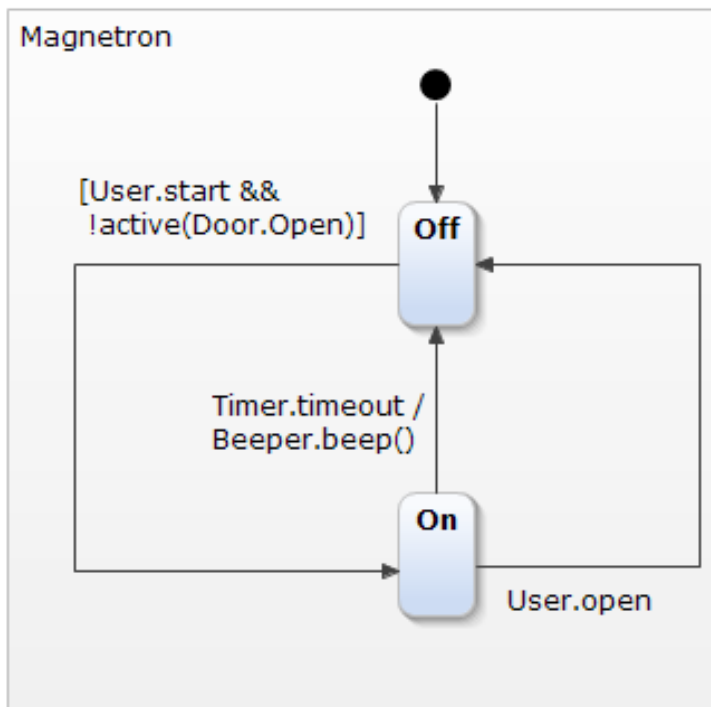 Magnetron
[User.start &&
!active(Door.Open)]
Off
Timer.timeout /
Beeper.beep()
On
User.open